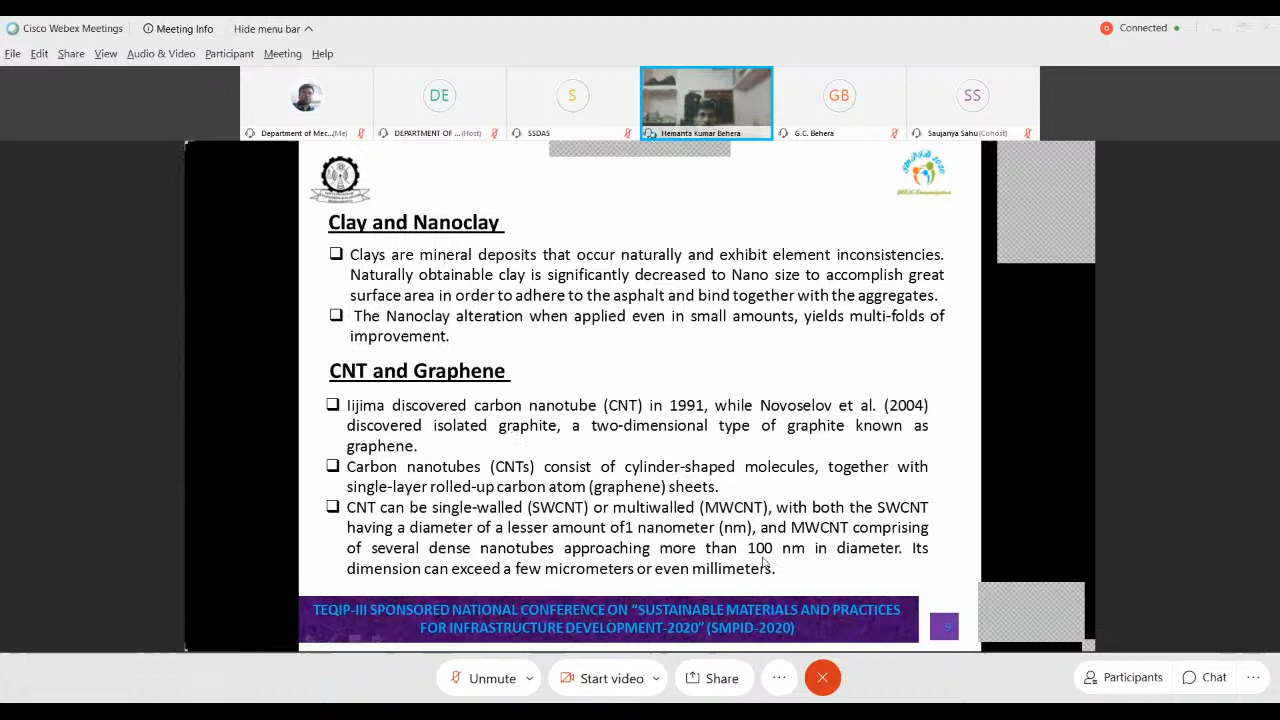 Cisco Webex Meetings
Meeting Info
Hide menu bar
Connected
File Edit Share View Audio & Video Participant Meeting Help
DE
S
GB
SS
Department of Mec...(Me)
DEPARTMENT OF ...(Host)
SSDAS
Hemanta Kumar Behera
G.C. Behera
Saujanya Sahu (Cohost)
SMPID 2020
Clay and Nanoclay
Clays are mineral deposits that occur naturally and exhibit element inconsistencies.
Naturally obtainable clay is significantly decreased to Nano size to accomplish great
surface area in order to adhere to the asphalt and bind together with the aggregates.
The Nanoclay alteration when applied even in small amounts, yields multi-folds of
improvement.
CNT and Graphene
Iijima discovered carbon nanotube (CNT) in 1991, while Novoselov et al. (2004)
discovered isolated graphite, a two-dimensional type of graphite known as
graphene.
Carbon nanotubes (CNTs) consist of cylinder-shaped molecules, together with
single-layer rolled-up carbon atom (graphene) sheets.
CNT can be single-walled (SWCNT) or multiwalled (MWCNT), with both the SWCNT
having a diameter of a lesser amount of1 nanometer (nm), and MWCNT comprising
of several dense nanotubes approaching more than 100 nm in diameter. Its
dimension can exceed a few micrometers or even millimeters.
TEQIP-III SPONSORED NATIONAL CONFERENCE ON “SUSTAINABLE MATERIALS AND PRACTICES
FOR INFRASTRUCTURE DEVELOPMENT-2020” (SMPID-2020)
9
Unmute
Start video
Share
Participants
Chat